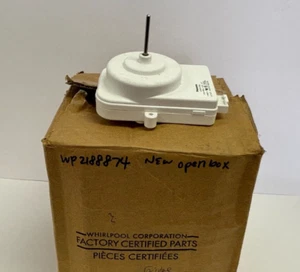 WP2188874 New open box
WHIRLPOOL CORPORATION
FACTORY CERTIFIED PARTS
PIÈCES CERTIFIÉES